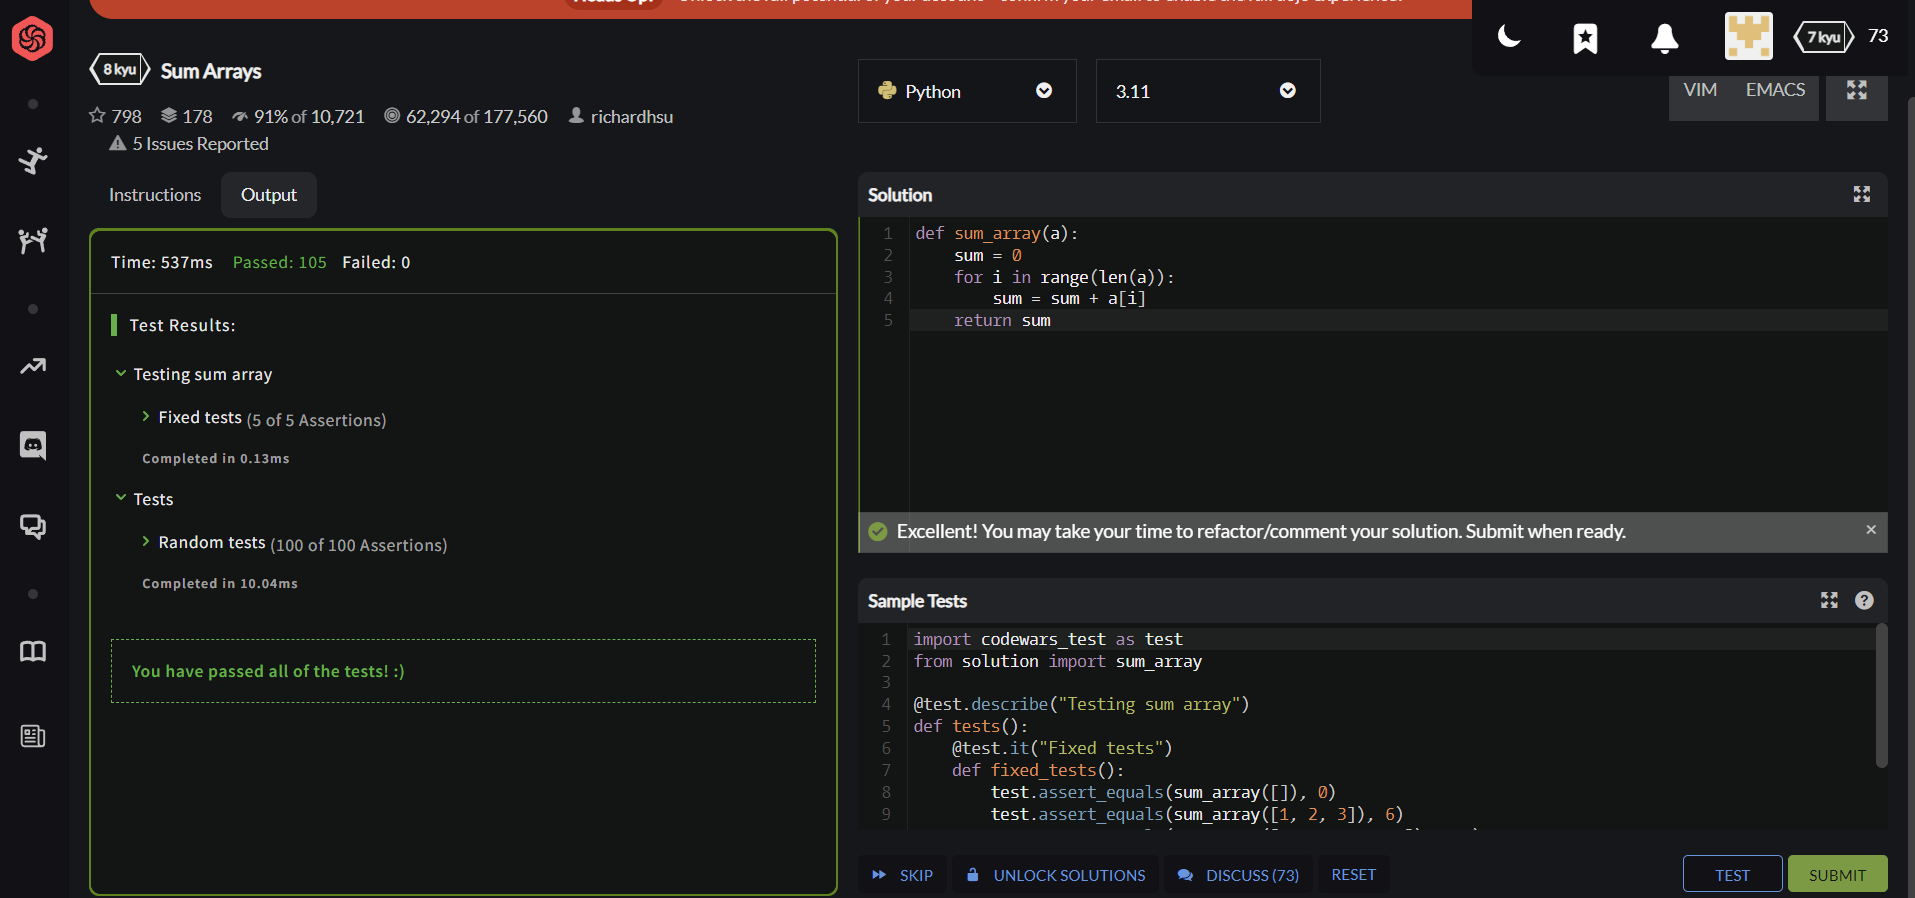 8 kyu Sum Arrays
798 178 91% of 10,721 62,294 of 177,560 richardhsu
5 Issues Reported
Instructions Output
Time: 537ms Passed: 105 Failed: 0
Test Results:
Testing sum array
Fixed tests (5 of 5 Assertions)
Completed in 0.13ms
Tests
Random tests (100 of 100 Assertions)
Completed in 10.04ms
You have passed all of the tests! :)
7 kyu 73
Python 3.11 VIM EMACS
Solution
1 def sum_array(a):
2 sum = 0
3 for i in range(len(a)):
4 sum = sum + a[i]
5 return sum
Excellent! You may take your time to refactor/comment your solution. Submit when ready. ×
Sample Tests ?
1 import codewars_test as test
2 from solution import sum_array
3
4 @test.describe("Testing sum array")
5 def tests():
6 @test.it("Fixed tests")
7 def fixed_tests():
8 test.assert_equals(sum_array([]), 0)
9 test.assert_equals(sum_array([1, 2, 3]), 6)
SKIP UNLOCK SOLUTIONS DISCUSS (73) RESET TEST SUBMIT